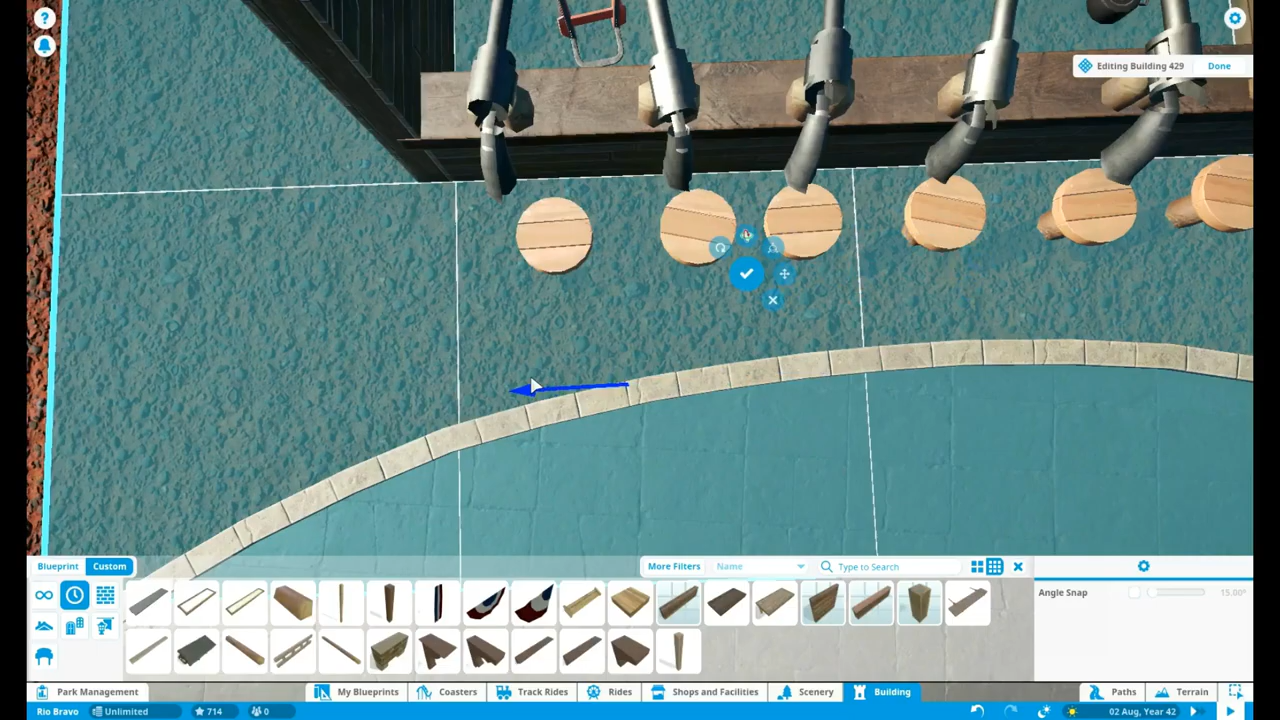 ?
Editing Building 429 Done
Blueprint Custom More Filters Name Type to Search
Angle Snap 15.00°
Park Management My Blueprints Coasters Track Rides Rides Shops and Facilities Scenery Building Paths Terrain
Rio Bravo Unlimited 714 0 02 Aug, Year 42